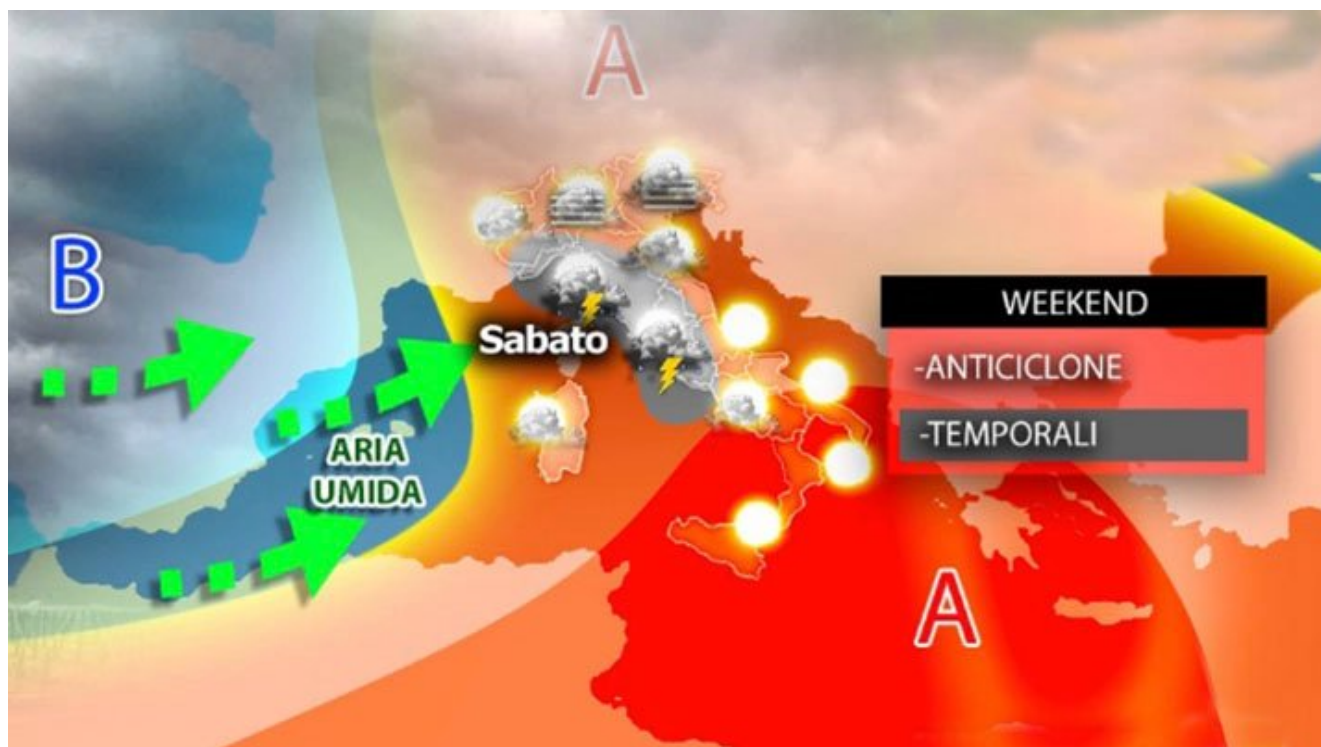 A
B
Sabato
ARIA
UMIDA
WEEKEND
-ANTICICLONE
-TEMPORALI
A